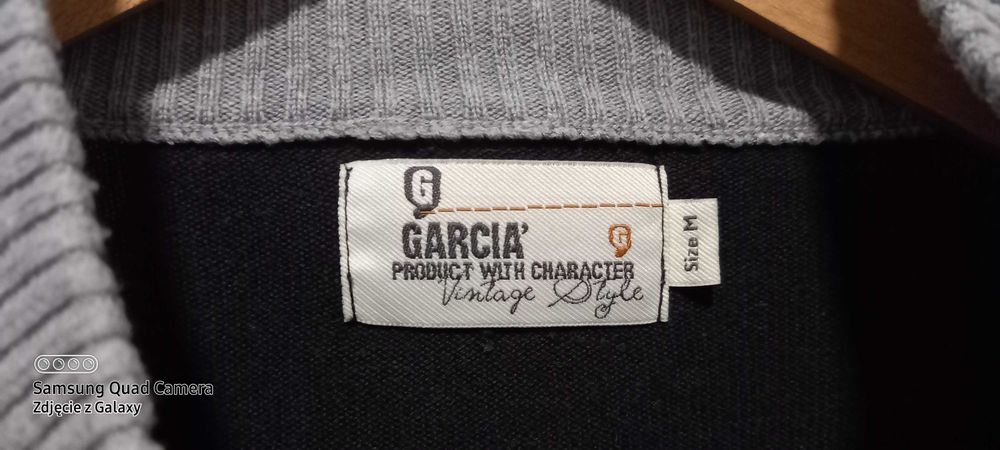 G
GARCIA'
G
PRODUCT WITH CHARACTER
Vintage Style
Size M
Samsung Quad Camera
Zdjęcie z Galaxy